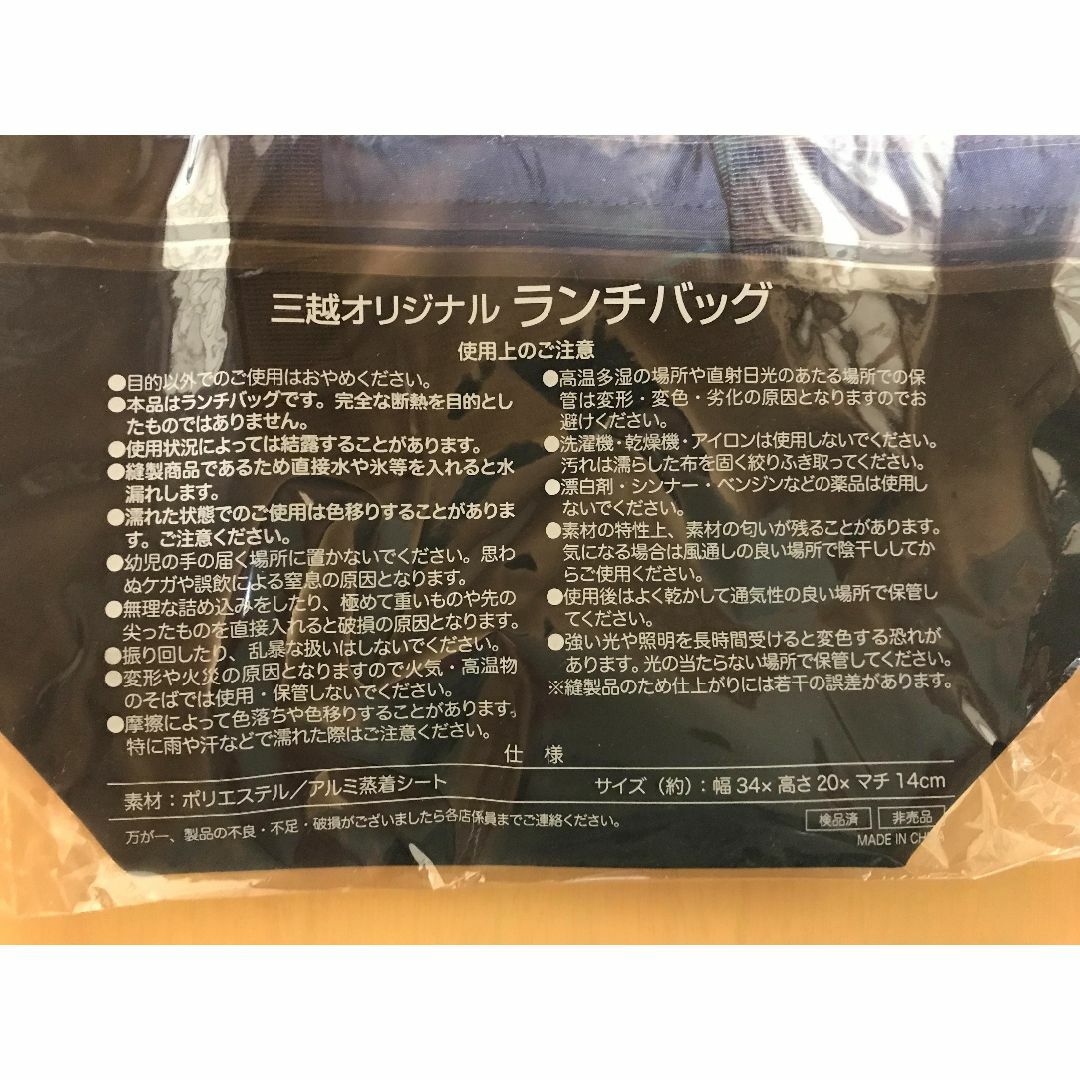 三越オリジナル ランチバッグ
使用上のご注意
●目的以外でのご使用はおやめください。
●本品はランチバッグです。完全な断熱を目的とし
たものではありません。
●使用状況によっては結露することがあります。
●縫製商品であるため直接水や氷等を入れると水
漏れします。
●濡れた状態でのご使用は色移りすることがありま
す。ご注意ください。
●幼児の手の届く場所に置かないでください。思わ
ぬケガや誤飲による窒息の原因となります。
●無理な詰め込みをしたり、極めて重いものや先の
尖ったものを直接入れると破損の原因となります。
●振り回したり、乱暴な扱いはしないでください。
●変形や火災の原因となりますので火気・高温物
のそばでは使用・保管しないでください。
●摩擦によって色落ちや色移りすることがあります。
特に雨や汗などで濡れた際はご注意ください。
●高温多湿の場所や直射日光のあたる場所での保
管は変形・変色・劣化の原因となりますのでお
避けください。
●洗濯機・乾燥機・アイロンは使用しないでください。
汚れは濡らした布を固く絞りふき取ってください。
●漂白剤・シンナー・ベンジンなどの薬品は使用し
ないでください。
●素材の特性上、素材の匂いが残ることがあります。
気になる場合は風通しの良い場所で陰干ししてか
らご使用ください。
●使用後はよく乾かして通気性の良い場所で保管し
てください。
●強い光や照明を長時間受けると変色する恐れが
あります。光の当たらない場所で保管してください。
※縫製品のため仕上がりには若干の誤差があります。
仕 様
素材：ポリエステル／アルミ蒸着シート
サイズ（約）：幅 34× 高さ 20× マチ 14cm
万が一、製品の不良・不足・破損がございましたら各店係員までご連絡ください。
検品済 非売品
MADE IN